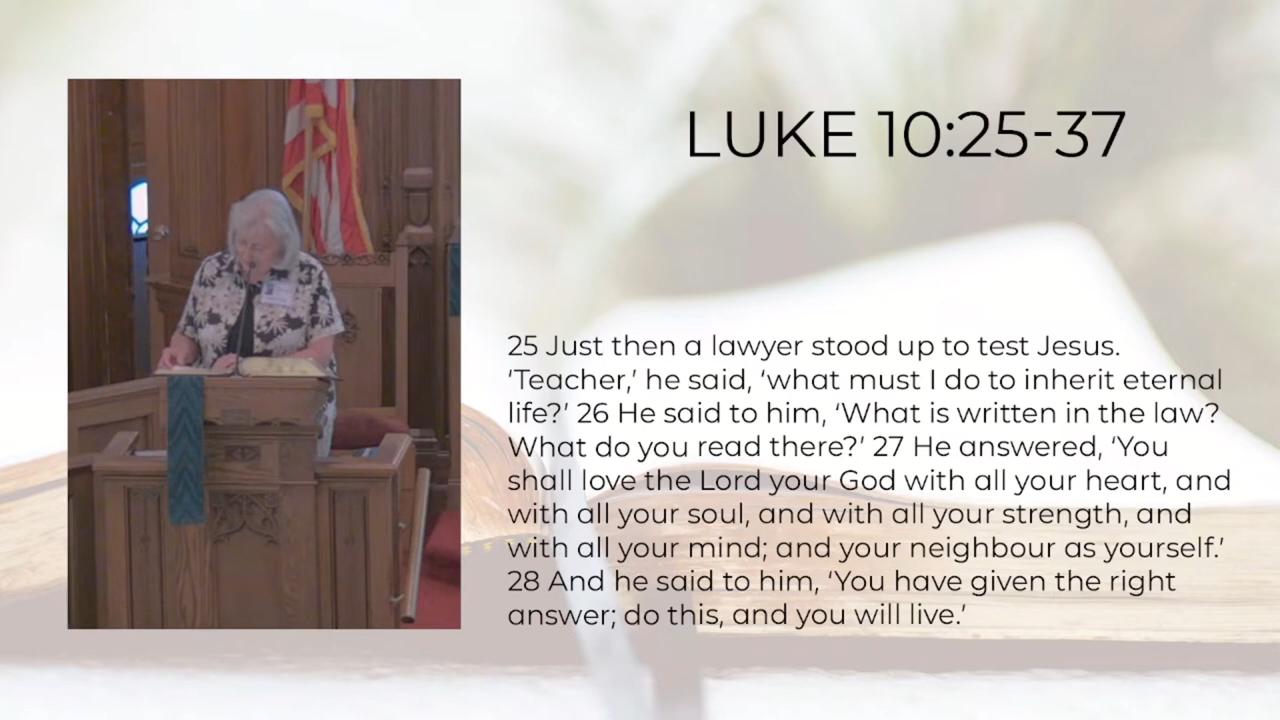 LUKE 10:25-37
25 Just then a lawyer stood up to test Jesus.
‘Teacher,’ he said, ‘what must I do to inherit eternal
life?’ 26 He said to him, ‘What is written in the law?
What do you read there?’ 27 He answered, ‘You
shall love the Lord your God with all your heart, and
with all your soul, and with all your strength, and
with all your mind; and your neighbour as yourself.’
28 And he said to him, ‘You have given the right
answer; do this, and you will live.’